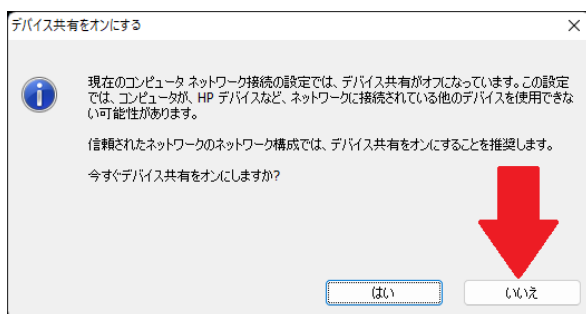 デバイス共有をオンにする
現在のコンピュータ ネットワーク接続の設定では、デバイス共有がオフになっています。この設定
では、コンピュータが、HP デバイスなど、ネットワークに接続されている他のデバイスを使用できな
い可能性があります。
信頼されたネットワークのネットワーク構成では、デバイス共有をオンにすることを推奨します。
今すぐデバイス共有をオンにしますか?
はい
いいえ